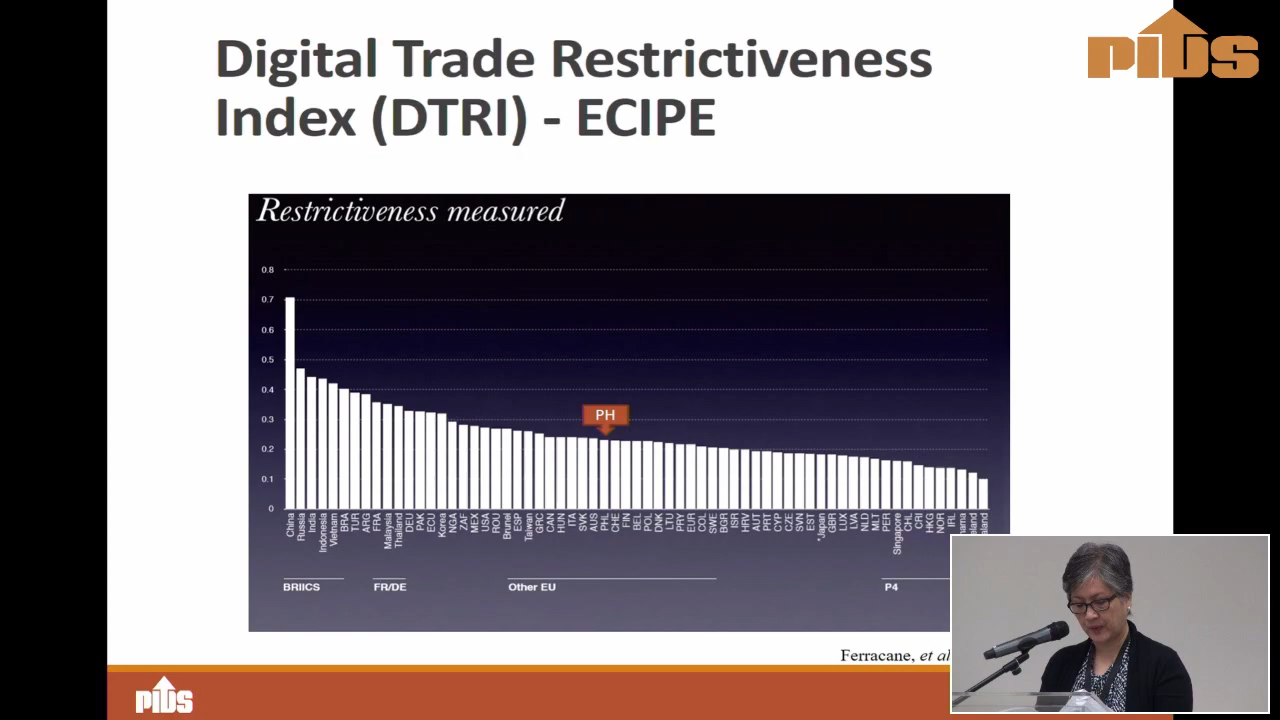 Digital Trade Restrictiveness
Index (DTRI) - ECIPE
PIDS
Restrictiveness measured
0.8
0.7
0.6
0.5
0.4
0.3
0.2
0.1
0
PH
China
Russia
India
Indonesia
Vietnam
BRA
TUR
ARG
FRA
Malaysia
Thailand
DEU
PAK
ECU
Korea
NGA
ZAF
MEX
USA
ROU
Brunei
ESP
Taiwan
GRC
CAN
HUN
ITA
SVK
AUS
PHL
CHE
FIN
BEL
POL
DNK
LTU
PRY
EUR
COL
SWE
BGR
ISR
HRV
AUT
PRT
CYP
CZE
SVN
EST
*Japan
GBR
LUX
LVA
NLD
MLT
PER
Singapore
CHL
CRI
HKG
NOR
IRL
BRIICS
FR/DE
Other EU
P4
Ferracane, et al
PIDS